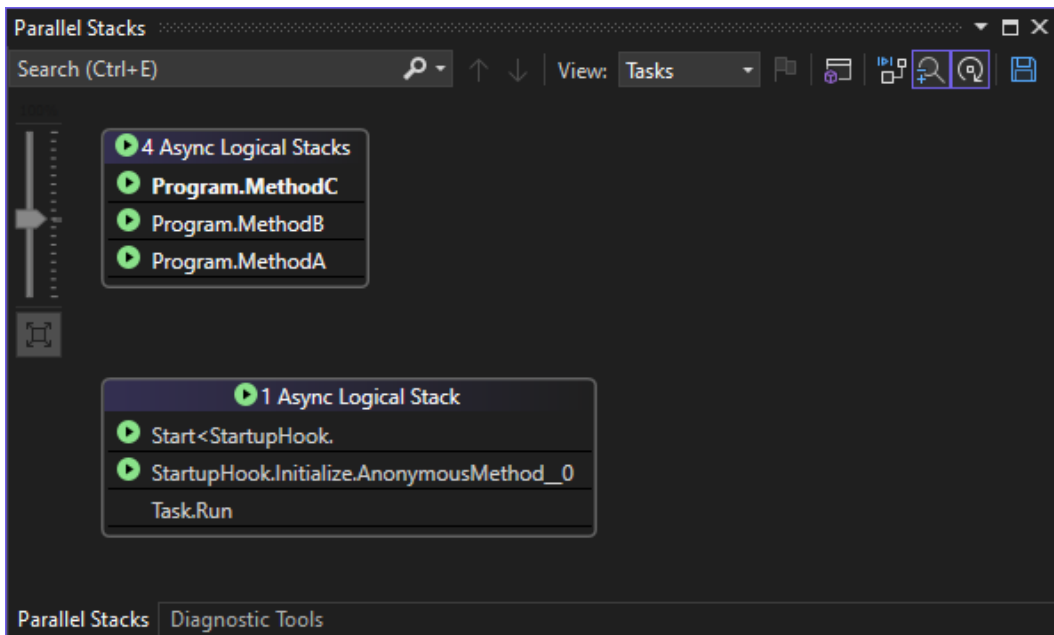 Parallel Stacks
Search (Ctrl+E) View: Tasks
100%
4 Async Logical Stacks
Program.MethodC
Program.MethodB
Program.MethodA
1 Async Logical Stack
Start<StartupHook.
StartupHook.Initialize.AnonymousMethod__0
Task.Run
Parallel Stacks Diagnostic Tools